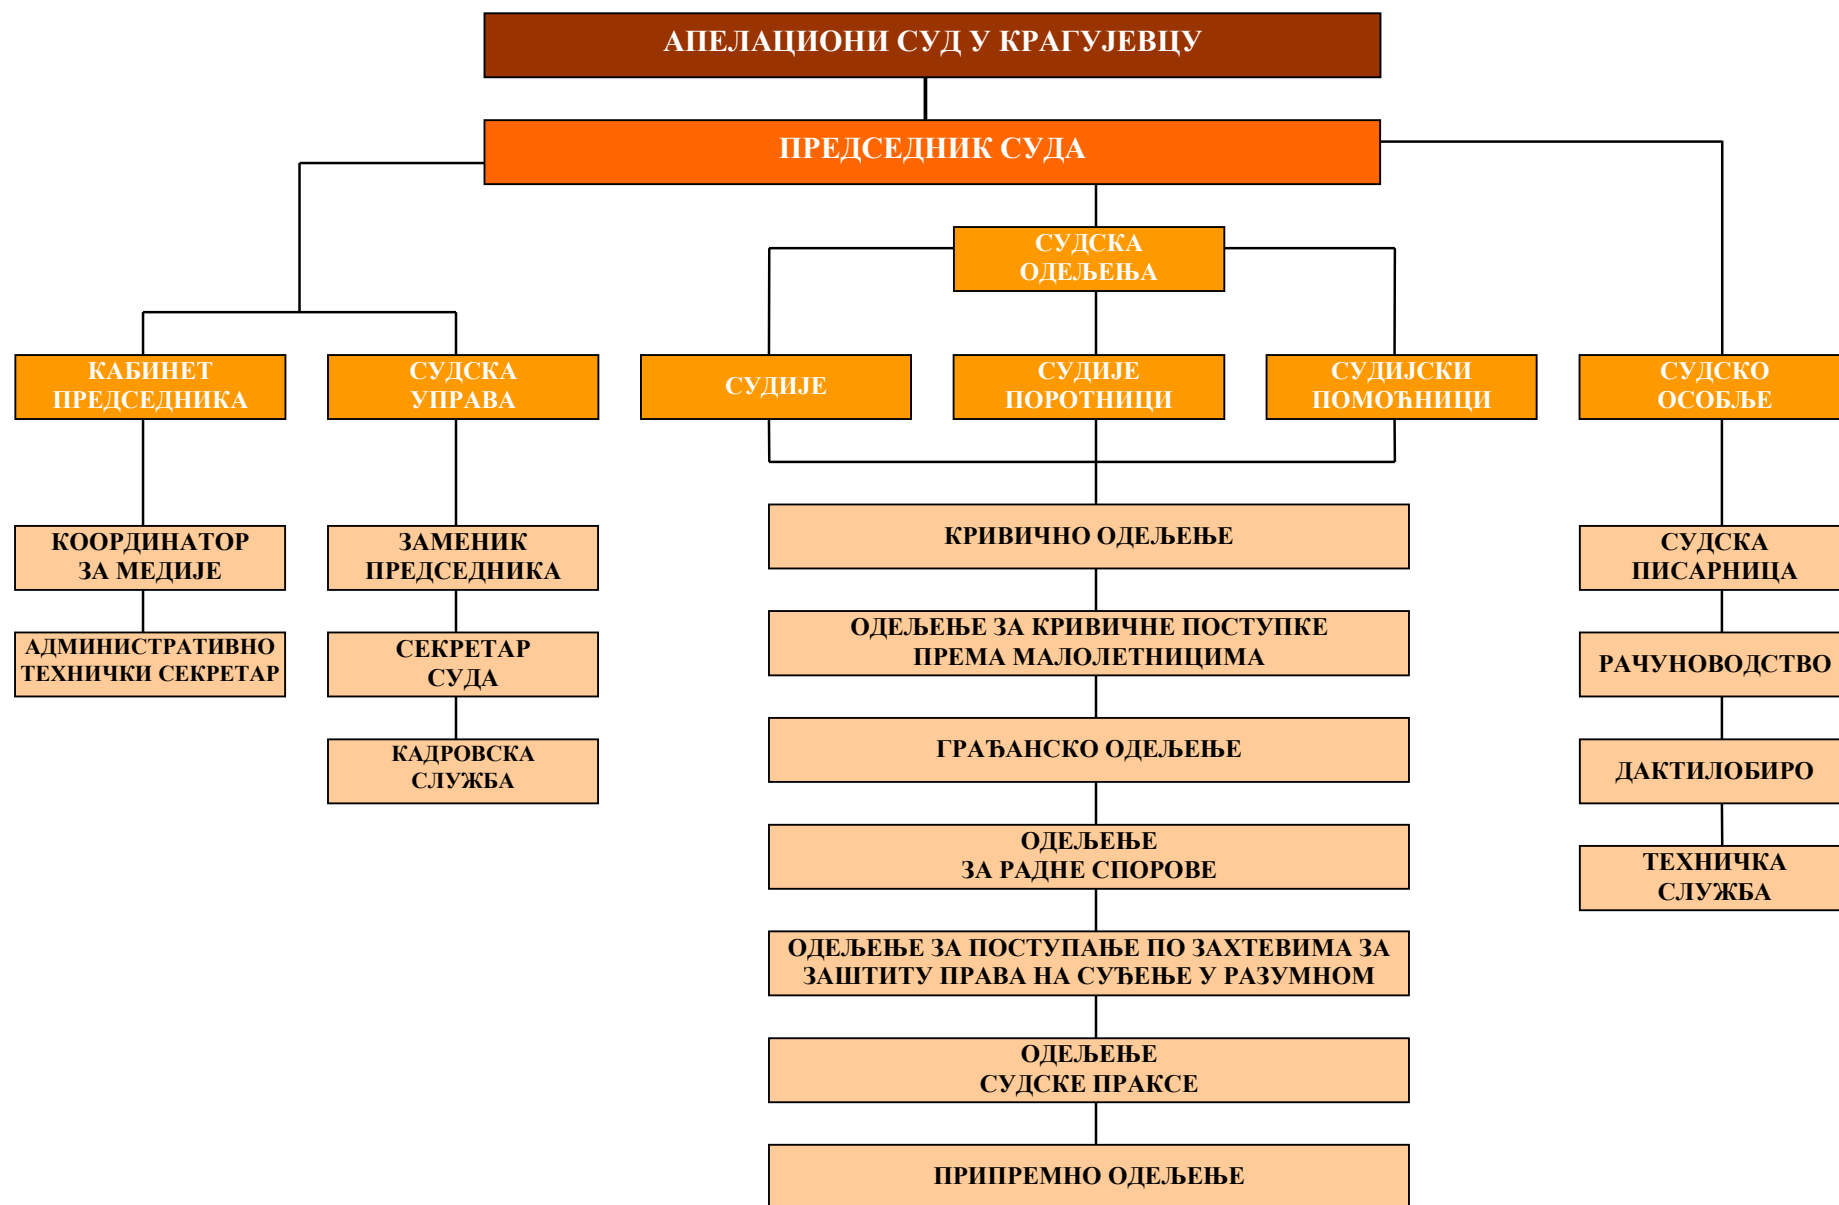 АПЕЛАЦИОНИ СУД У КРАГУЈЕВЦУ
ПРЕДСЕДНИК СУДА
СУДСКА
ОДЕЉЕЊА
КАБИНЕТ
ПРЕДСЕДНИКА
СУДСКА
УПРАВА
СУДИЈЕ
СУДИЈЕ
ПОРОТНИЦИ
СУДИЈСКИ
ПОМОЋНИЦИ
СУДСКО
ОСОБЉЕ
КООРДИНАТОР
ЗА МЕДИЈЕ
АДМИНИСТРАТИВНО
ТЕХНИЧКИ СЕКРЕТАР
ЗАМЕНИК
ПРЕДСЕДНИКА
СЕКРЕТАР
СУДА
КАДРОВСКА
СЛУЖБА
КРИВИЧНО ОДЕЉЕЊЕ
ОДЕЉЕЊЕ ЗА КРИВИЧНЕ ПОСТУПКЕ
ПРЕМА МАЛОЛЕТНИЦИМА
ГРАЂАНСКО ОДЕЉЕЊЕ
ОДЕЉЕЊЕ
ЗА РАДНЕ СПОРОВЕ
ОДЕЉЕЊЕ ЗА ПОСТУПАЊЕ ПО ЗАХТЕВИМА ЗА
ЗАШТИТУ ПРАВА НА СУЂЕЊЕ У РАЗУМНОМ
ОДЕЉЕЊЕ
СУДСКЕ ПРАКСЕ
ПРИПРЕМНО ОДЕЉЕЊЕ
СУДСКА
ПИСАРНИЦА
РАЧУНОВОДСТВО
ДАКТИЛОБИРО
ТЕХНИЧКА
СЛУЖБА